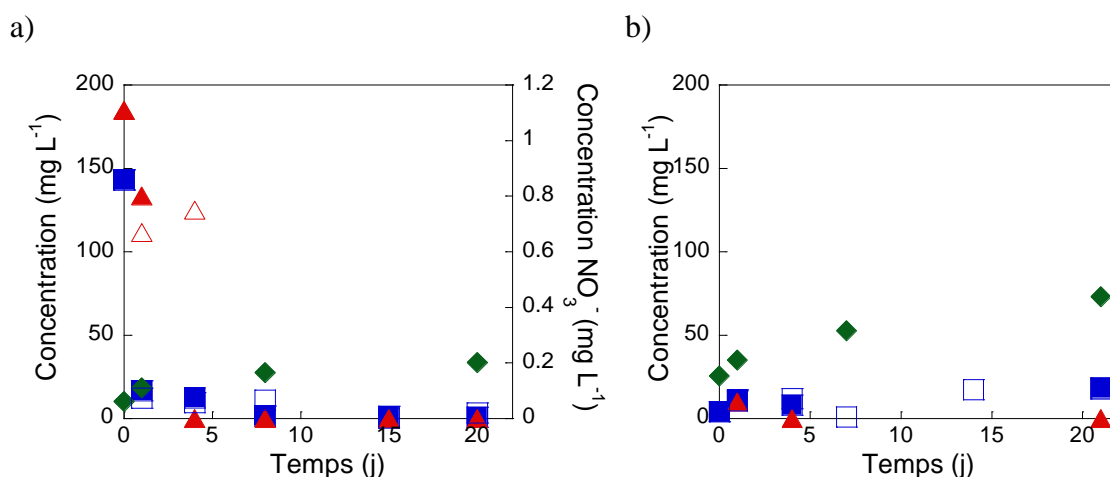 a)
200
150
100
50
0
Concentration (mg L⁻¹)
1.2
1
0.8
0.6
0.4
0.2
0
Concentration NO₃⁻ (mg L⁻¹)
0 5 10 15 20
Temps (j)
b)
200
150
100
50
0
Concentration (mg L⁻¹)
0 5 10 15 20
Temps (j)